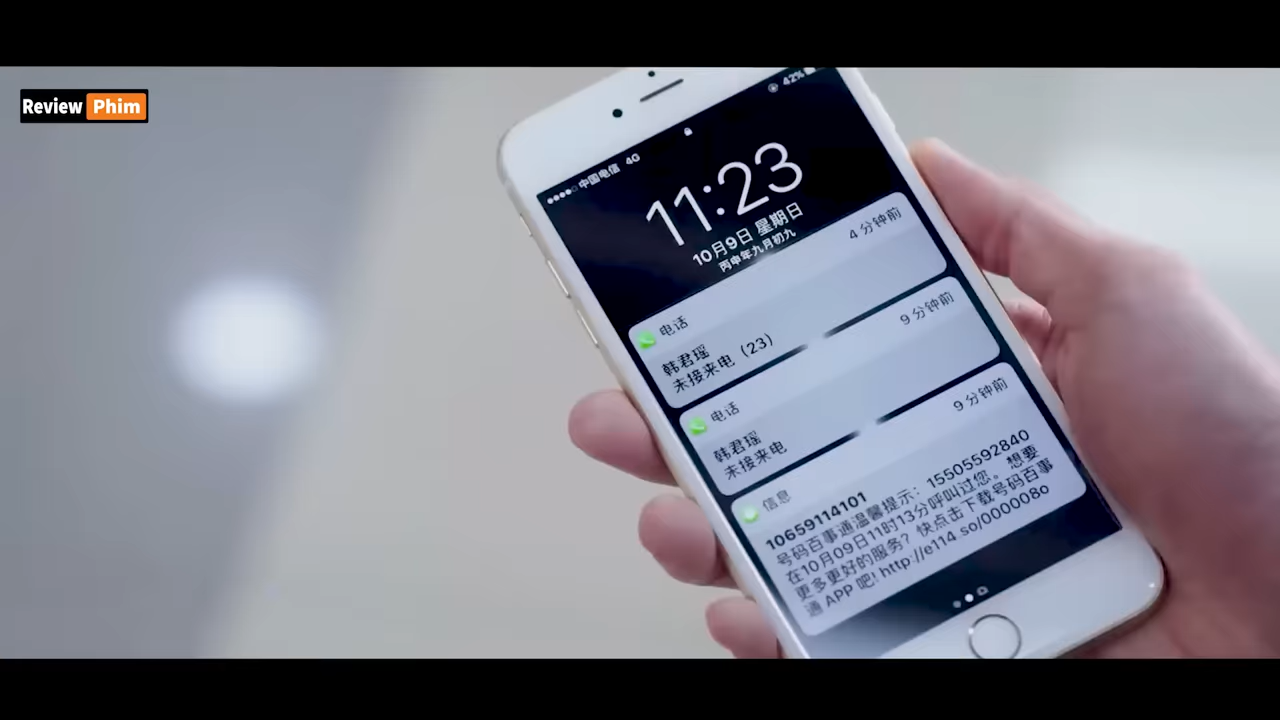 Review Phim
中国电信 4G
42%
11:23
10月9日 星期日
丙申年九月初九
电话
4 分钟前
韩君瑶
未接来电（23）
电话
9 分钟前
韩君瑶
未接来电
信息
9 分钟前
10659114101
号码百事通温馨提示：15505592840
在10月09日11时13分呼叫过您。想要
更多更好的服务？快点击下载号码百事
通 APP 吧! http://e114.so/000008o